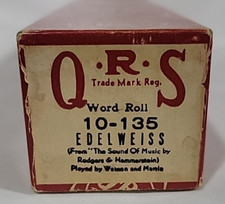 Q·R·S
Trade Mark Reg.
Word Roll
10-135
EDELWEISS
(From "The Sound Of Music by
Rodgers & Hammerstein)
Played by Watson and Martin